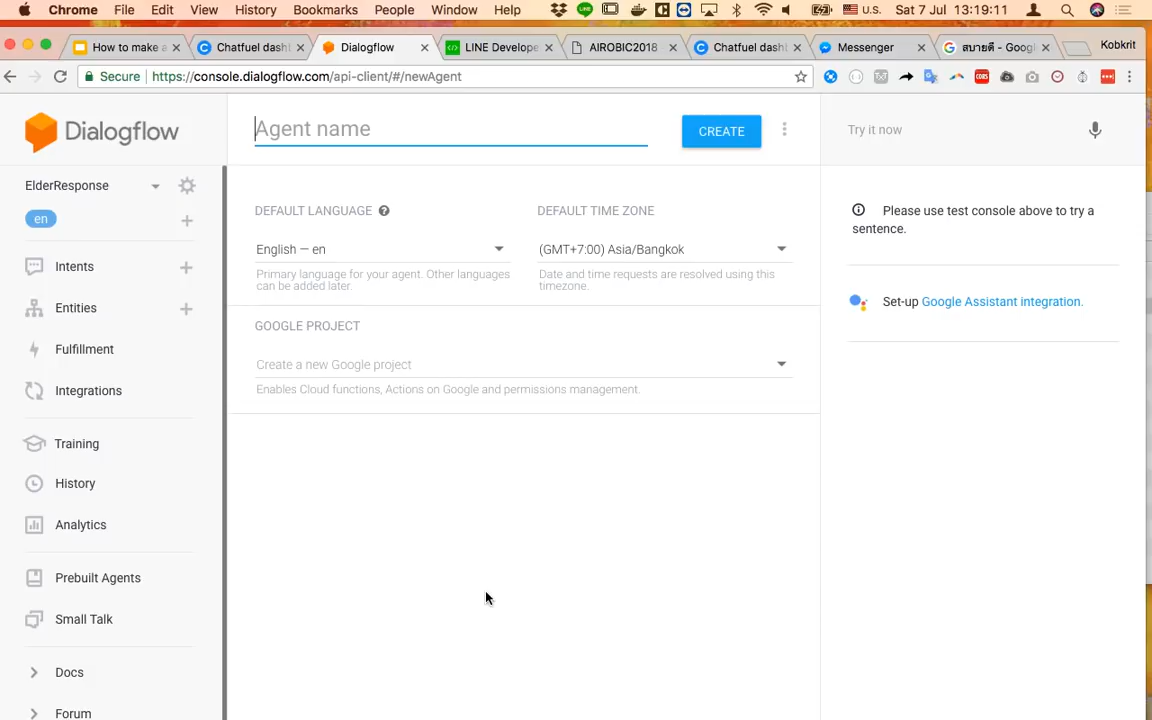 Chrome File Edit View History Bookmarks People Window Help U.S. Sat 7 Jul 13:19:11
How to make a Chatfuel dashb Dialogflow LINE Develope AIROBIC2018 Chatfuel dashb Messenger สบายดี - Googl Kobkrit
Secure https://console.dialogflow.com/api-client/#/newAgent
Dialogflow
Agent name
CREATE
Try it now
ElderResponse
en
DEFAULT LANGUAGE
DEFAULT TIME ZONE
Please use test console above to try a
sentence.
English — en
(GMT+7:00) Asia/Bangkok
Primary language for your agent. Other languages
can be added later.
Date and time requests are resolved using this
timezone.
Intents
Entities
Fulfillment
Integrations
Set-up Google Assistant integration.
GOOGLE PROJECT
Create a new Google project
Enables Cloud functions, Actions on Google and permissions management.
Training
History
Analytics
Prebuilt Agents
Small Talk
Docs
Forum